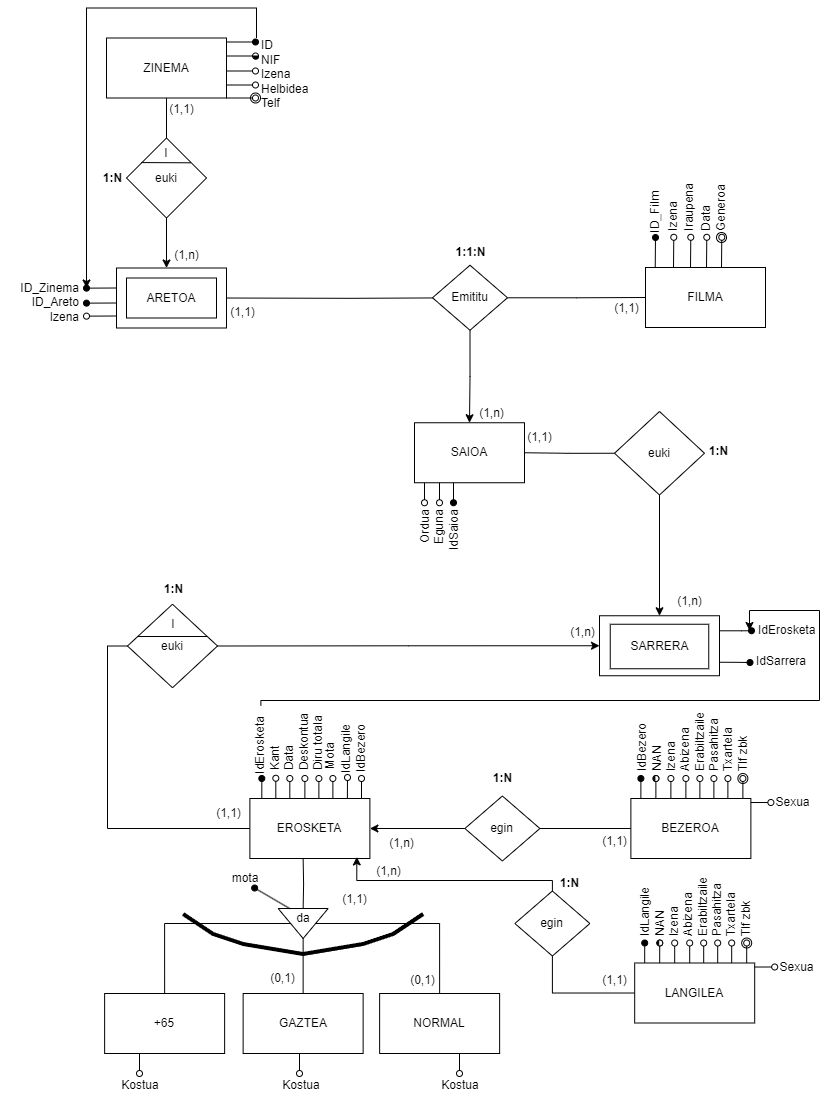 ZINEMA
ID
NIF
Izena
Helbidea
Telf
(1,1)
I
euki
1:N
(1,n)
ID_Zinema
ID_Areto
Izena
ARETOA
(1,1)
1:1:N
Emititu
(1,1)
ID_Film
Izena
Iraupena
Data
Generoa
FILMA
(1,n)
SAIOA
(1,1)
Ordua
Eguna
IdSaioa
euki
1:N
(1,n)
1:N
I
euki
(1,n)
SARRERA
IdErosketa
IdSarrera
IdErosketa
Kant
Data
Deskontua
Diru totala
Mota
IdLangile
IdBezero
(1,1)
EROSKETA
(1,n)
1:N
egin
(1,1)
IdBezero
NAN
Izena
Abizena
Erabiltzaile
Pasahitza
Txartela
Tlf zbk
Sexua
BEZEROA
(1,n)
1:N
egin
(1,1)
IdLangile
NAN
Izena
Abizena
Erabiltzaile
Pasahitza
Txartela
Tlf zbk
Sexua
LANGILEA
mota
(1,1)
da
(0,1)
(0,1)
+65
GAZTEA
NORMAL
Kostua
Kostua
Kostua